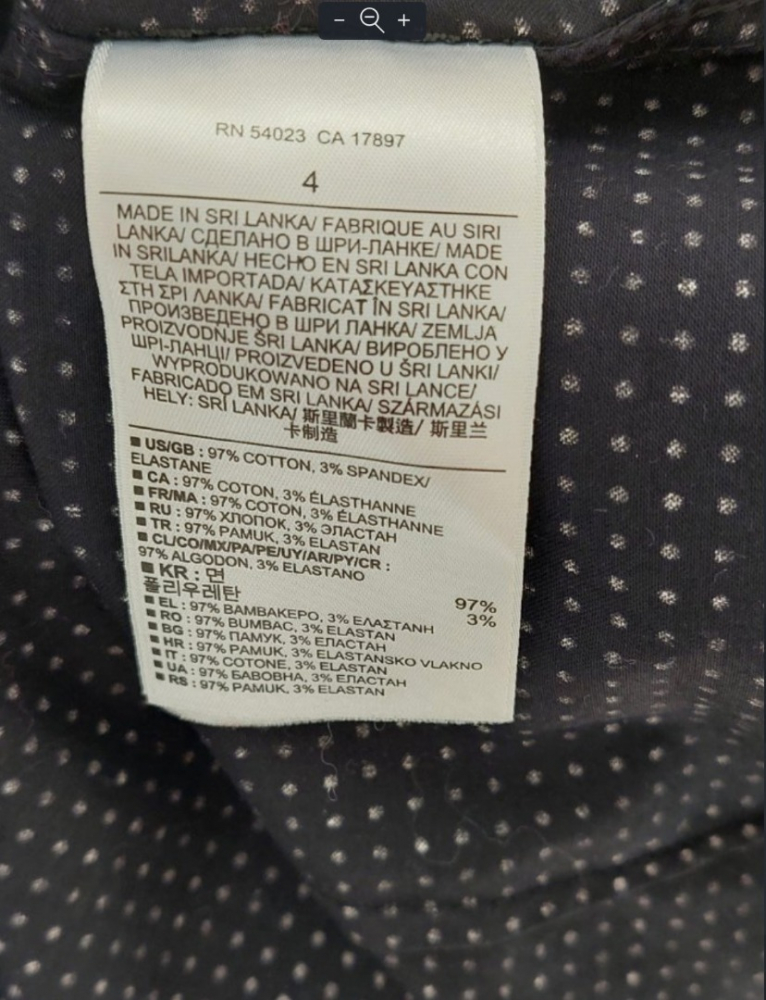 RN 54023 CA 17897
4
MADE IN SRI LANKA/ FABRIQUE AU SIRI
LANKA/ СДЕЛАНО В ШРИ-ЛАНКЕ/ MADE
IN SRILANKA/ HECHO EN SRI LANKA CON
TELA IMPORTADA/ ΚΑΤΑΣΚΕΥΑΣΤΗΚΕ
ΣΤΗ ΣΡΙ ΛΑΝΚΑ/ FABRICAT ÎN SRI LANKA/
ПРОИЗВЕДЕНО В ШРИ ЛАНКА/ ZEMLJA
PROIZVODNJE ŠRI LANKA/ ВИРОБЛЕНО У
ШРІ-ЛАНЦІ/ PROIZVEDENO U ŠRI LANKI/
WYPRODUKOWANO NA SRI LANCE/
FABRICADO EM SRI LANKA/ SZÁRMAZÁSI
HELY: SRÍ LANKA/ 斯里蘭卡製造/ 斯里兰
卡制造
■ US/GB : 97% COTTON, 3% SPANDEX/
ELASTANE
■ CA : 97% COTON, 3% ÉLASTHANNE
■ FR/MA : 97% COTON, 3% ÉLASTHANNE
■ RU : 97% ХЛОПОК, 3% ЭЛАСТАН
■ TR : 97% PAMUK, 3% ELASTAN
■ CL/CO/MX/PA/PE/UY/AR/PY/CR :
97% ALGODON, 3% ELASTANO
■ KR : 면 97%
폴리우레탄 3%
■ EL : 97% ΒΑΜΒΑΚΕΡΟ, 3% ΕΛΑΣΤΑΝΗ
■ RO : 97% BUMBAC, 3% ELASTAN
■ BG : 97% ПАМУК, 3% ЕЛАСТАН
■ HR : 97% PAMUK, 3% ELASTANSKO VLAKNO
■ IT : 97% COTONE, 3% ELASTAN
■ UA : 97% БАВОВНА, 3% ЕЛАСТАН
■ RS : 97% PAMUK, 3% ELASTAN